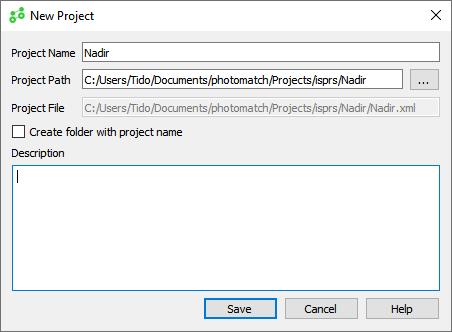 New Project
Project Name Nadir
Project Path C:/Users/Tido/Documents/photomatch/Projects/isprs/Nadir ...
Project File C:/Users/Tido/Documents/photomatch/Projects/isprs/Nadir/Nadir.xml
Create folder with project name
Description
Save Cancel Help